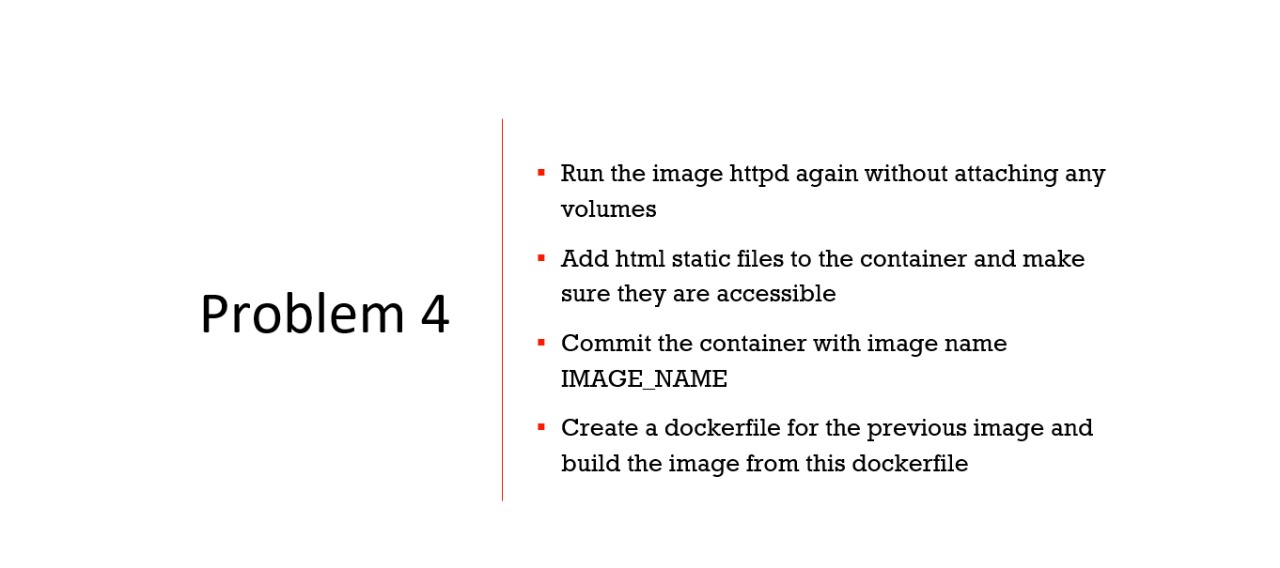 Problem 4
Run the image httpd again without attaching any
volumes
Add html static files to the container and make
sure they are accessible
Commit the container with image name
IMAGE_NAME
Create a dockerfile for the previous image and
build the image from this dockerfile